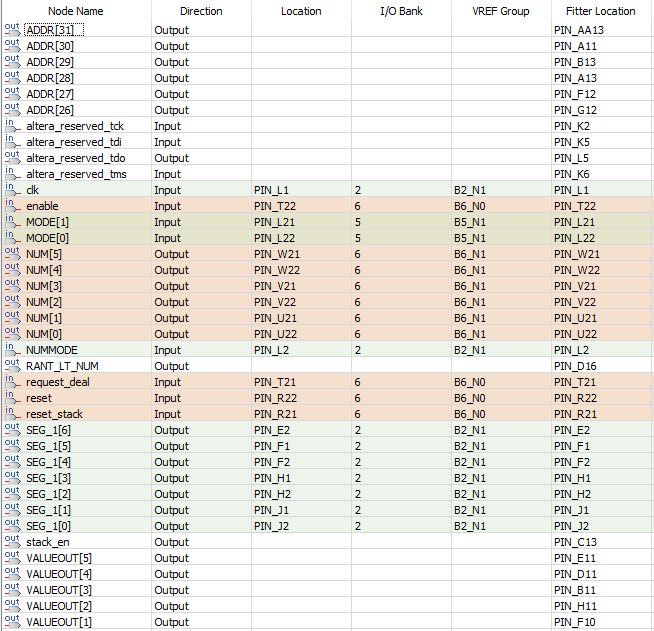 Node Name Direction Location I/O Bank VREF Group Fitter Location
out ADDR[31] Output PIN_AA13
out ADDR[30] Output PIN_A11
out ADDR[29] Output PIN_B13
out ADDR[28] Output PIN_A13
out ADDR[27] Output PIN_F12
out ADDR[26] Output PIN_G12
in altera_reserved_tck Input PIN_K2
in altera_reserved_tdi Input PIN_K5
out altera_reserved_tdo Output PIN_L5
in altera_reserved_tms Input PIN_K6
in clk Input PIN_L1 2 B2_N1 PIN_L1
in enable Input PIN_T22 6 B6_N0 PIN_T22
in MODE[1] Input PIN_L21 5 B5_N1 PIN_L21
in MODE[0] Input PIN_L22 5 B5_N1 PIN_L22
out NUM[5] Output PIN_W21 6 B6_N1 PIN_W21
out NUM[4] Output PIN_W22 6 B6_N1 PIN_W22
out NUM[3] Output PIN_V21 6 B6_N1 PIN_V21
out NUM[2] Output PIN_V22 6 B6_N1 PIN_V22
out NUM[1] Output PIN_U21 6 B6_N1 PIN_U21
out NUM[0] Output PIN_U22 6 B6_N1 PIN_U22
in NUMMODE Input PIN_L2 2 B2_N1 PIN_L2
out RANT_LT_NUM Output PIN_D16
in request_deal Input PIN_T21 6 B6_N0 PIN_T21
in reset Input PIN_R22 6 B6_N0 PIN_R22
in reset_stack Input PIN_R21 6 B6_N0 PIN_R21
out SEG_1[6] Output PIN_E2 2 B2_N1 PIN_E2
out SEG_1[5] Output PIN_F1 2 B2_N1 PIN_F1
out SEG_1[4] Output PIN_F2 2 B2_N1 PIN_F2
out SEG_1[3] Output PIN_H1 2 B2_N1 PIN_H1
out SEG_1[2] Output PIN_H2 2 B2_N1 PIN_H2
out SEG_1[1] Output PIN_J1 2 B2_N1 PIN_J1
out SEG_1[0] Output PIN_J2 2 B2_N1 PIN_J2
out stack_en Output PIN_C13
out VALUEOUT[5] Output PIN_E11
out VALUEOUT[4] Output PIN_D11
out VALUEOUT[3] Output PIN_B11
out VALUEOUT[2] Output PIN_H11
out VALUEOUT[1] Output PIN_F10